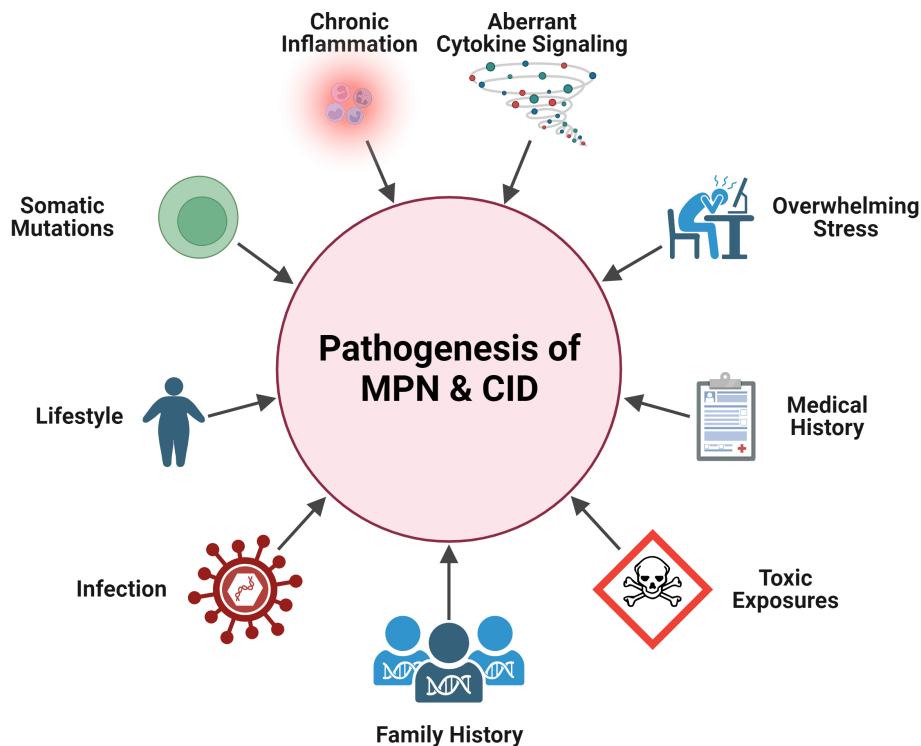 Chronic
Inflammation
Aberrant
Cytokine Signaling
Somatic
Mutations
Overwhelming
Stress
Pathogenesis of
MPN & CID
Lifestyle
Medical
History
Infection
Toxic
Exposures
Family History